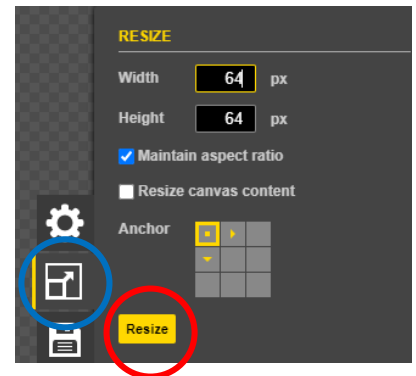 RESIZE
Width 64 px
Height 64 px
Maintain aspect ratio
Resize canvas content
Anchor
Resize